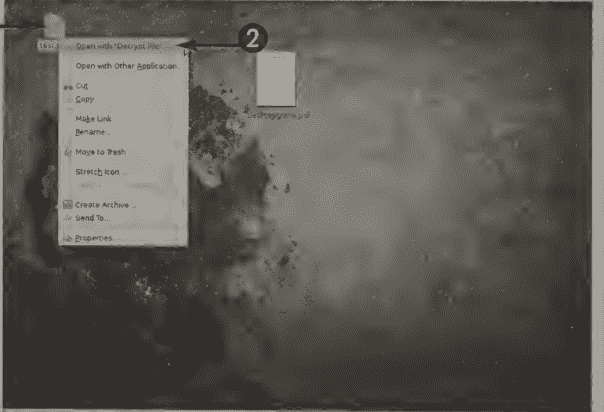 2
Open with "Decrypt File"
Open with Other Application...
Cut
Copy
Make Link
Rename...
Move to Trash
Stretch Icon...
Create Archive...
Send To...
Properties